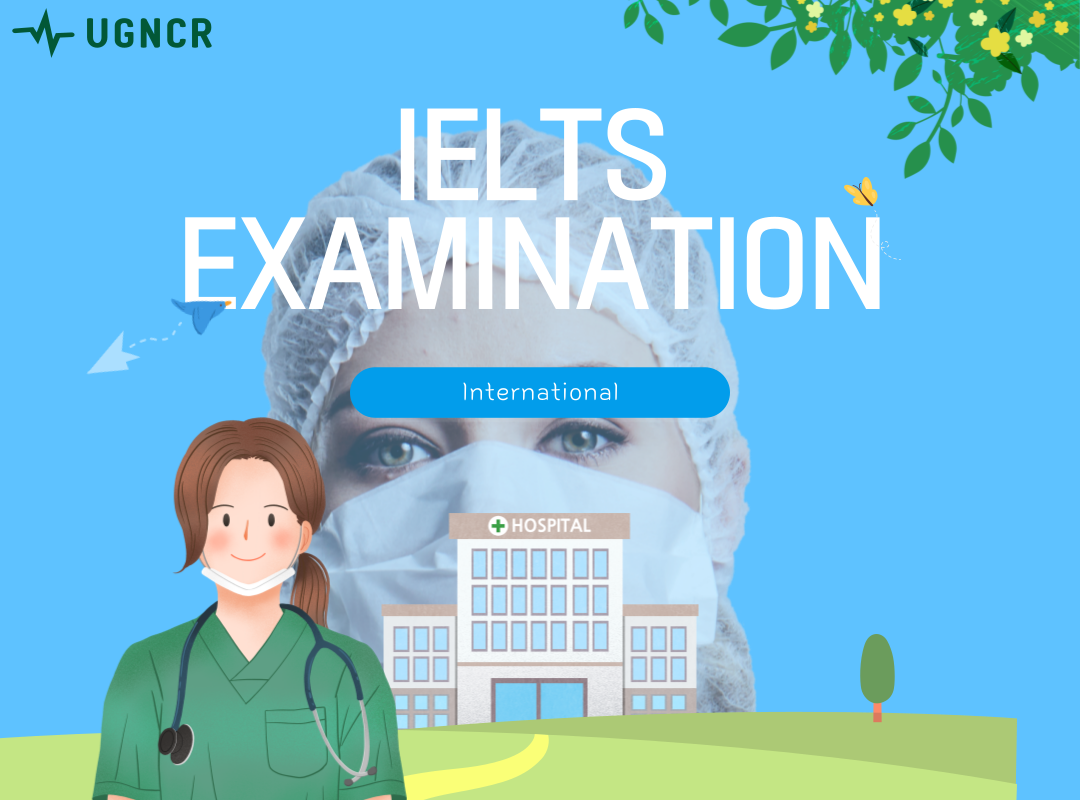 UGNCR
IELTS
EXAMINATION
International
HOSPITAL